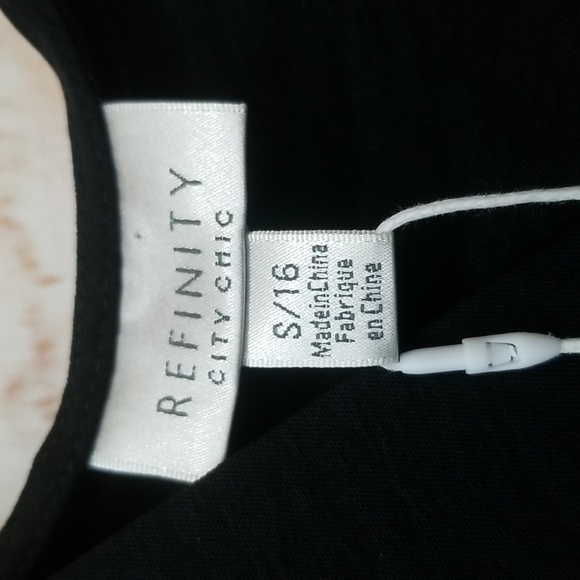 REFINITY
CITY CHIC
S/16
Made in China
Fabrique
en Chine